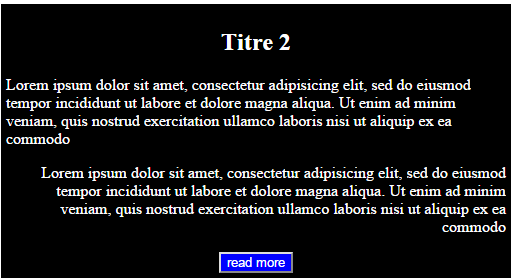 Titre 2
Lorem ipsum dolor sit amet, consectetur adipisicing elit, sed do eiusmod
tempor incididunt ut labore et dolore magna aliqua. Ut enim ad minim
veniam, quis nostrud exercitation ullamco laboris nisi ut aliquip ex ea
commodo
Lorem ipsum dolor sit amet, consectetur adipisicing elit, sed do eiusmod
tempor incididunt ut labore et dolore magna aliqua. Ut enim ad minim
veniam, quis nostrud exercitation ullamco laboris nisi ut aliquip ex ea
commodo
read more